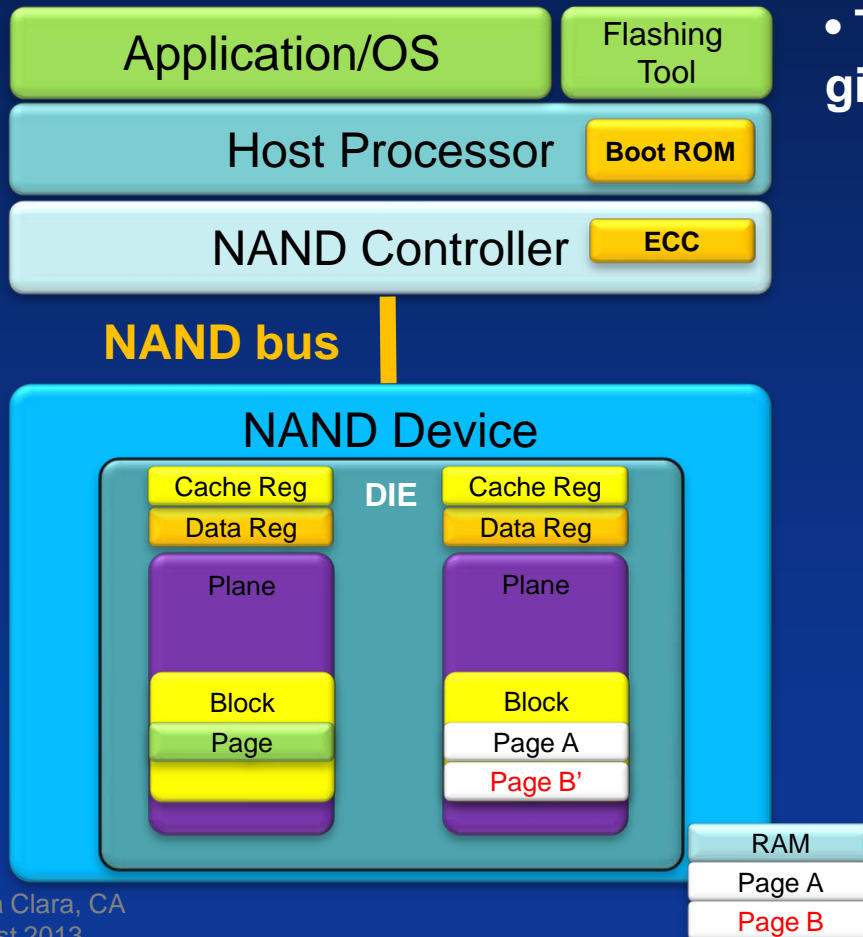 Application/OS
Flashing
Tool
Host Processor
Boot ROM
NAND Controller
ECC
NAND bus
NAND Device
Cache Reg
DIE
Cache Reg
Data Reg
Data Reg
Plane
Plane
Block
Block
Page
Page A
Page B’
RAM
Page A
Page B
Clara, CA
2013